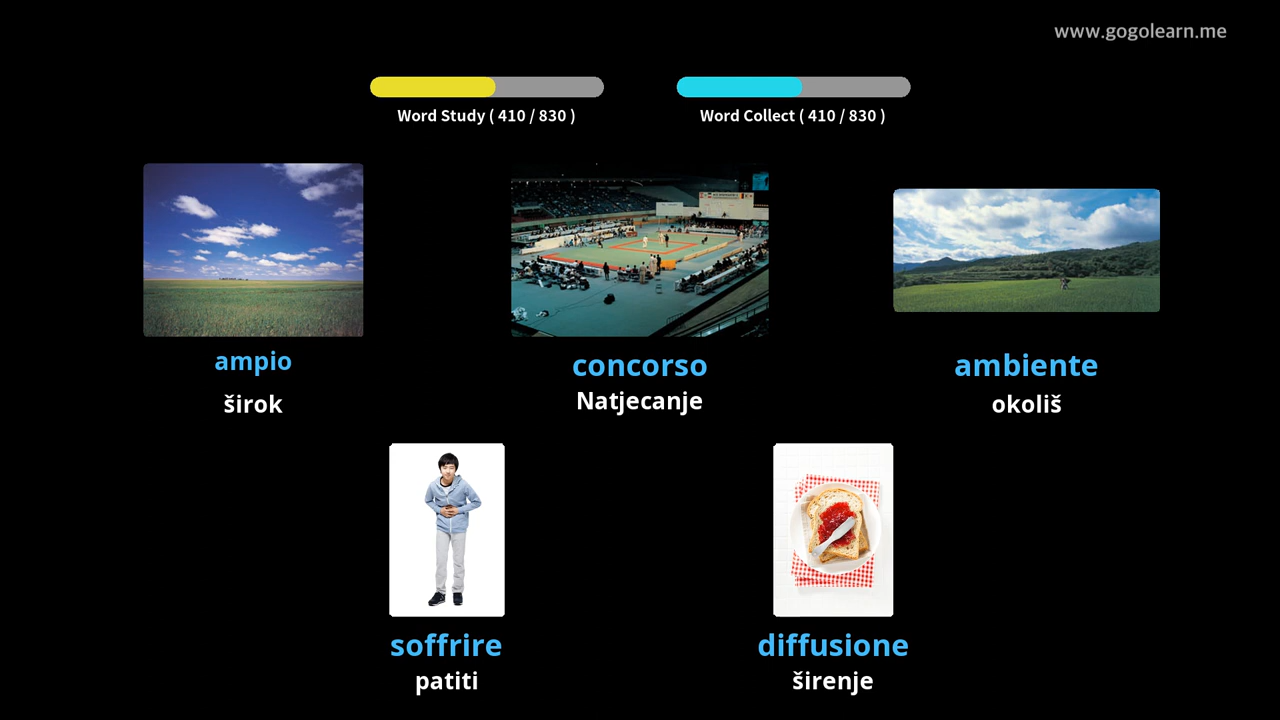 www.gogolearn.me
Word Study ( 410 / 830 )
Word Collect ( 410 / 830 )
ampio
širok
concorso
Natjecanje
ambiente
okoliš
soffrire
patiti
diffusione
širenje